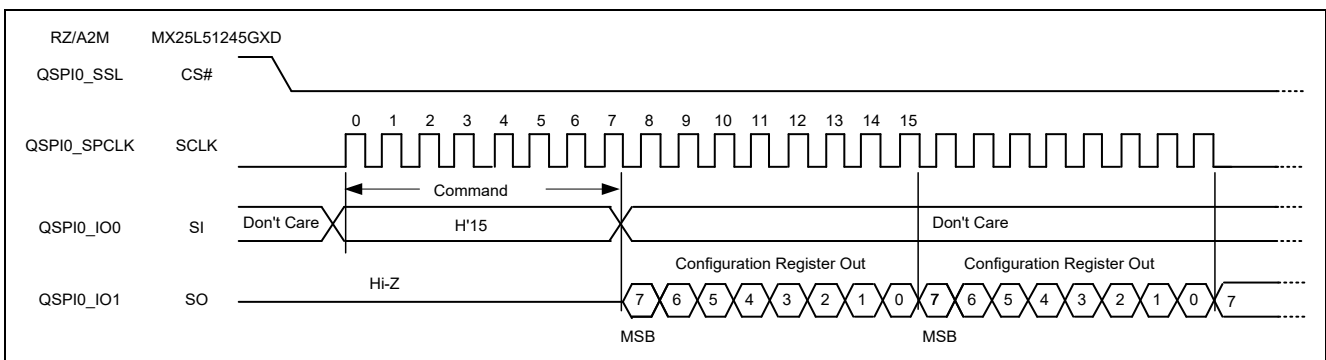 RZ/A2M MX25L51245GXD
QSPI0_SSL CS#
0 1 2 3 4 5 6 7 8 9 10 11 12 13 14 15
QSPI0_SPCLK SCLK
Command
QSPI0_IO0 SI Don't Care H'15 Don't Care
Configuration Register Out Configuration Register Out
Hi-Z
QSPI0_IO1 SO 7 6 5 4 3 2 1 0 7 6 5 4 3 2 1 0 7
MSB MSB